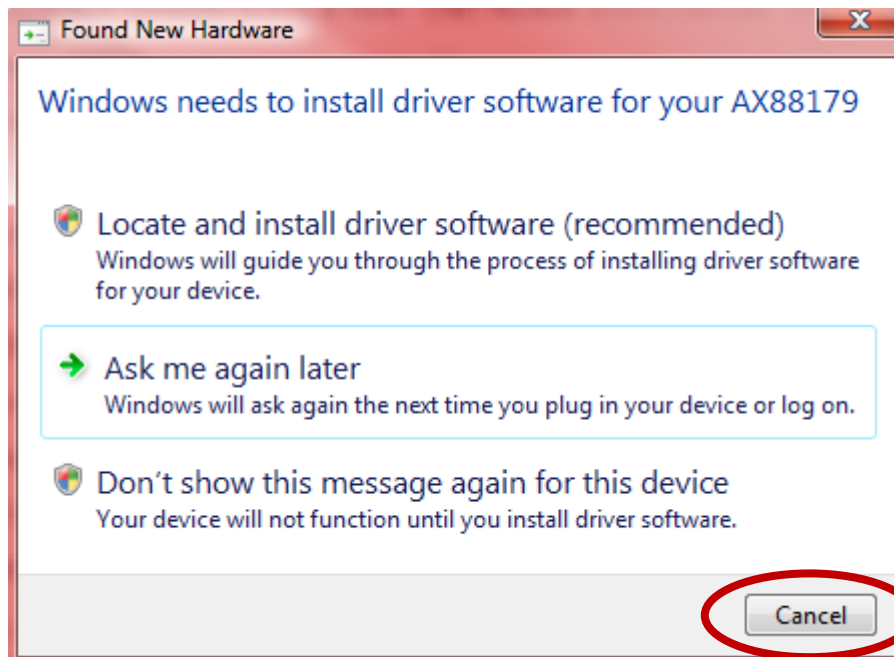 Found New Hardware
Windows needs to install driver software for your AX88179
Locate and install driver software (recommended)
Windows will guide you through the process of installing driver software
for your device.
Ask me again later
Windows will ask again the next time you plug in your device or log on.
Don't show this message again for this device
Your device will not function until you install driver software.
Cancel